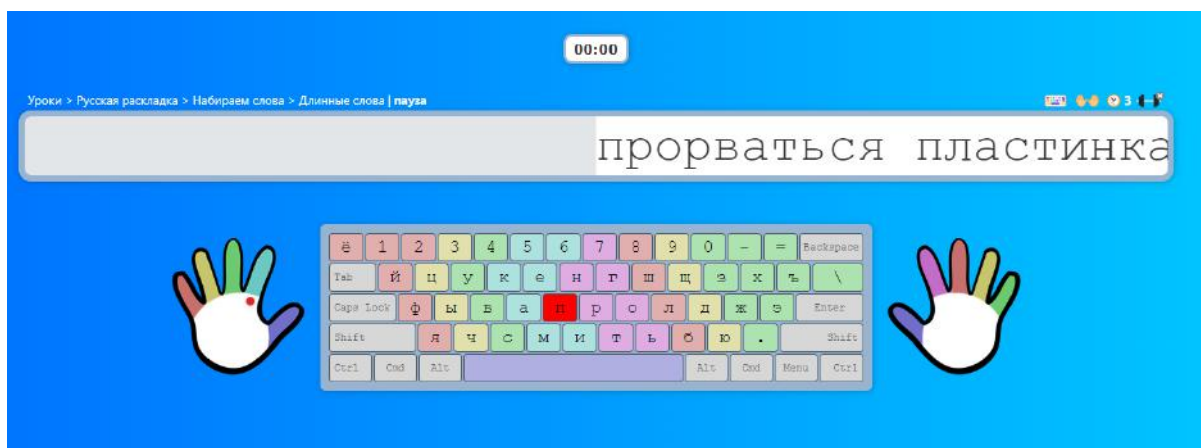 00:00
Уроки > Русская раскладка > Набираем слова > Длинные слова | пауза
3
прорваться пластинка
ё 1 2 3 4 5 6 7 8 9 0 - = Backspace
Tab й ц у к е н г ш щ з х ъ \
Caps Lock ф ы в а п р о л д ж э Enter
Shift я ч с м и т ь б ю . Shift
Ctrl Cmd Alt Alt Cmd Menu Ctrl